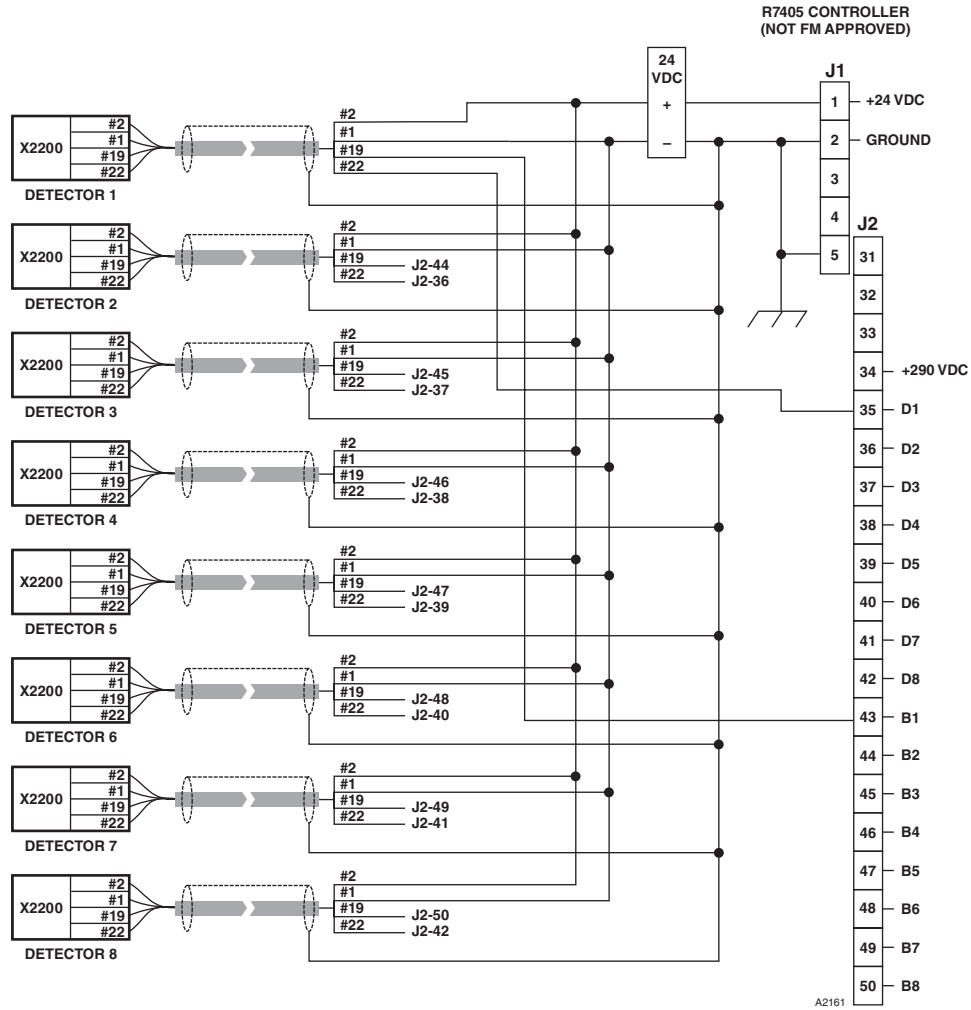 R7405 CONTROLLER
(NOT FM APPROVED)
24
VDC
+
–
J1
1
+24 VDC
2
GROUND
3
4
5
J2
31
32
33
34
+290 VDC
35
D1
36
D2
37
D3
38
D4
39
D5
40
D6
41
D7
42
D8
43
B1
44
B2
45
B3
46
B4
47
B5
48
B6
49
B7
50
B8
X2200
#2
#1
#19
#22
DETECTOR 1
#2
#1
#19
#22
X2200
#2
#1
#19
#22
DETECTOR 2
#2
#1
#19
J2-44
#22
J2-36
X2200
#2
#1
#19
#22
DETECTOR 3
#2
#1
#19
J2-45
#22
J2-37
X2200
#2
#1
#19
#22
DETECTOR 4
#2
#1
#19
J2-46
#22
J2-38
X2200
#2
#1
#19
#22
DETECTOR 5
#2
#1
#19
J2-47
#22
J2-39
X2200
#2
#1
#19
#22
DETECTOR 6
#2
#1
#19
J2-48
#22
J2-40
X2200
#2
#1
#19
#22
DETECTOR 7
#2
#1
#19
J2-49
#22
J2-41
X2200
#2
#1
#19
#22
DETECTOR 8
#2
#1
#19
J2-50
#22
J2-42
A2161